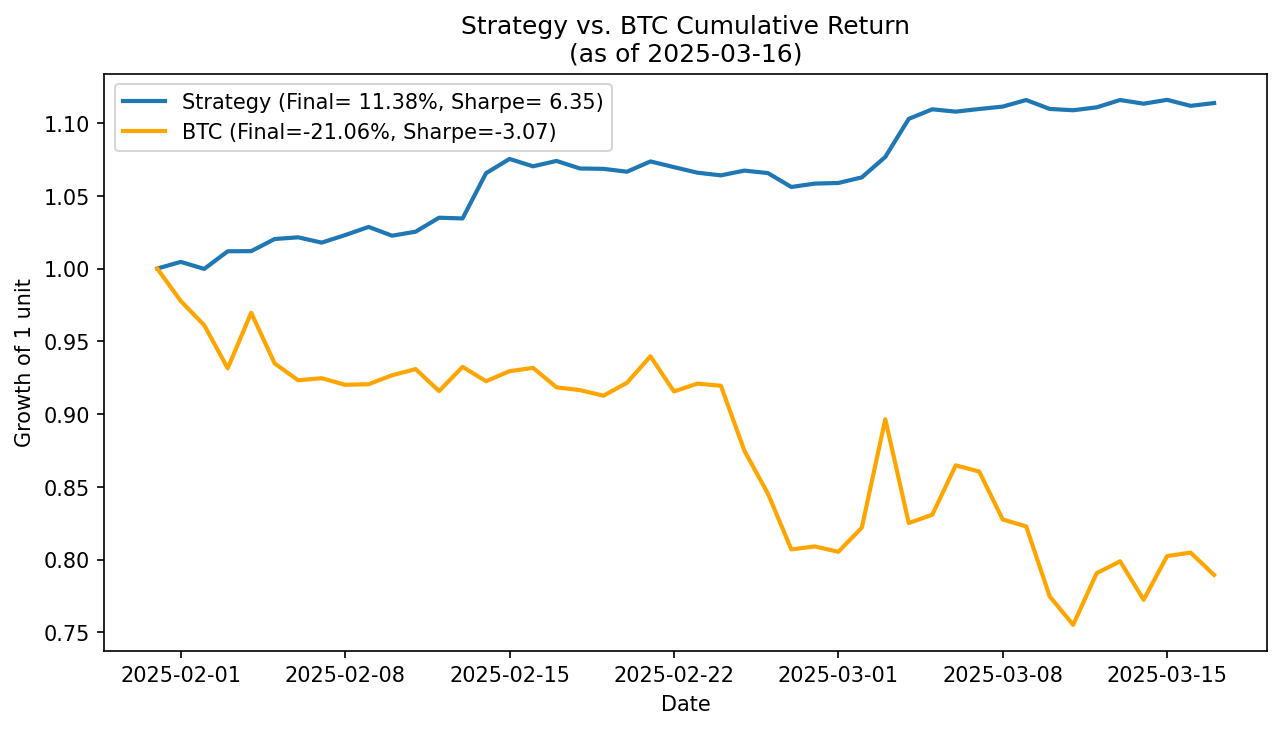 Strategy vs. BTC Cumulative Return
(as of 2025-03-16)
Strategy (Final= 11.38%, Sharpe= 6.35)
BTC (Final=-21.06%, Sharpe=-3.07)
Growth of 1 unit
1.10
1.05
1.00
0.95
0.90
0.85
0.80
0.75
2025-02-01
2025-02-08
2025-02-15
2025-02-22
2025-03-01
2025-03-08
2025-03-15
Date